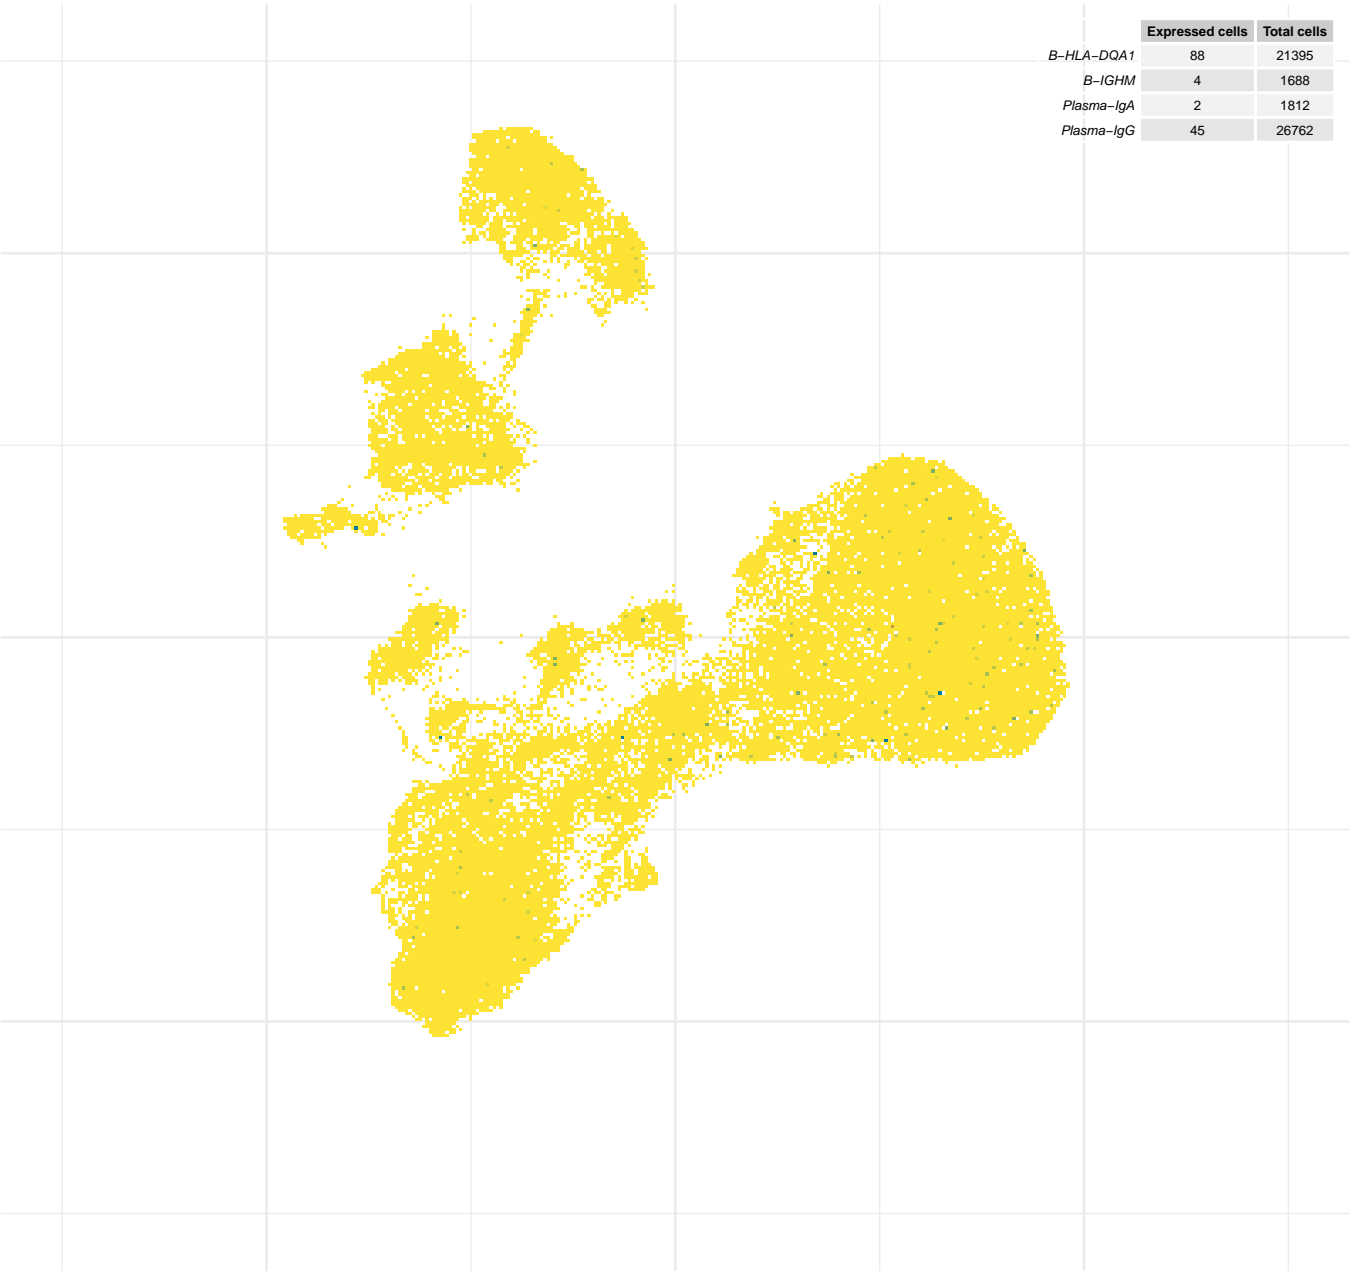 Expressed cells Total cells
B−HLA−DQA1 88 21395
B−IGHM 4 1688
Plasma−IgA 2 1812
Plasma−IgG 45 26762